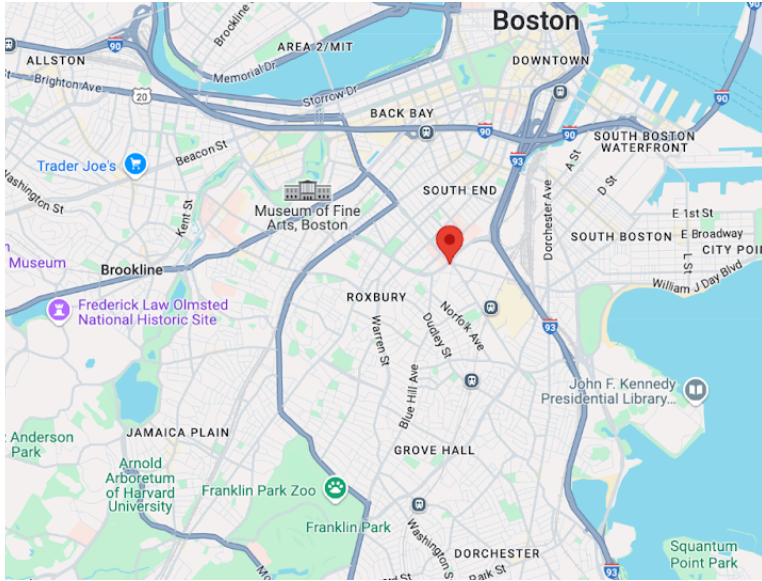 Boston
Brookline St
ALLSTON
AREA 2/MIT
DOWNTOWN
90
Memorial Dr
Brighton Ave
20
Storrow Dr
90
BACK BAY
90
90
SOUTH BOSTON
WATERFRONT
93
Trader Joe's
Beacon St
A St
D St
Washington St
Kent St
SOUTH END
Museum of Fine
Arts, Boston
Dorchester Ave
E 1st St
E Broadway
SOUTH BOSTON
CITY POI
L St
Museum
Brookline
William J Day Blvd
Frederick Law Olmsted
National Historic Site
ROXBURY
Norfolk Ave
Dudley St
Warren St
93
Blue Hill Ave
John F. Kennedy
Presidential Library...
Anderson
Park
JAMAICA PLAIN
GROVE HALL
Arnold
Arboretum
of Harvard
University
Franklin Park Zoo
Franklin Park
Washington St
DORCHESTER
Squantum
Point Park
Park St
93